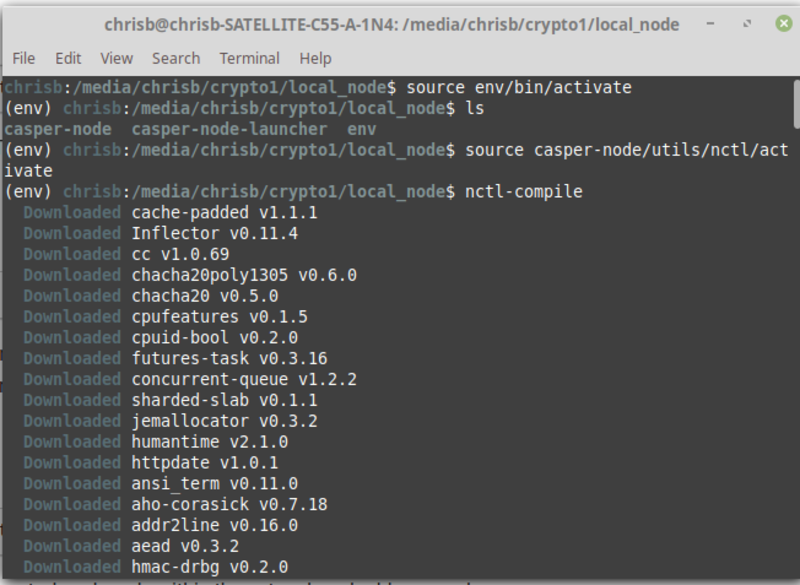 chrisb@chrisb-SATELLITE-C55-A-1N4: /media/chrisb/crypto1/local_node
File Edit View Search Terminal Help
chrisb:/media/chrisb/crypto1/local_node$ source env/bin/activate
(env) chrisb:/media/chrisb/crypto1/local_node$ ls
casper-node casper-node-launcher env
(env) chrisb:/media/chrisb/crypto1/local_node$ source casper-node/utils/nctl/act
ivate
(env) chrisb:/media/chrisb/crypto1/local_node$ nctl-compile
Downloaded cache-padded v1.1.1
Downloaded Inflector v0.11.4
Downloaded cc v1.0.69
Downloaded chacha20poly1305 v0.6.0
Downloaded chacha20 v0.5.0
Downloaded cpufeatures v0.1.5
Downloaded cpuid-bool v0.2.0
Downloaded futures-task v0.3.16
Downloaded concurrent-queue v1.2.2
Downloaded sharded-slab v0.1.1
Downloaded jemallocator v0.3.2
Downloaded humantime v2.1.0
Downloaded httpdate v1.0.1
Downloaded ansi_term v0.11.0
Downloaded aho-corasick v0.7.18
Downloaded addr2line v0.16.0
Downloaded aead v0.3.2
Downloaded hmac-drbg v0.2.0